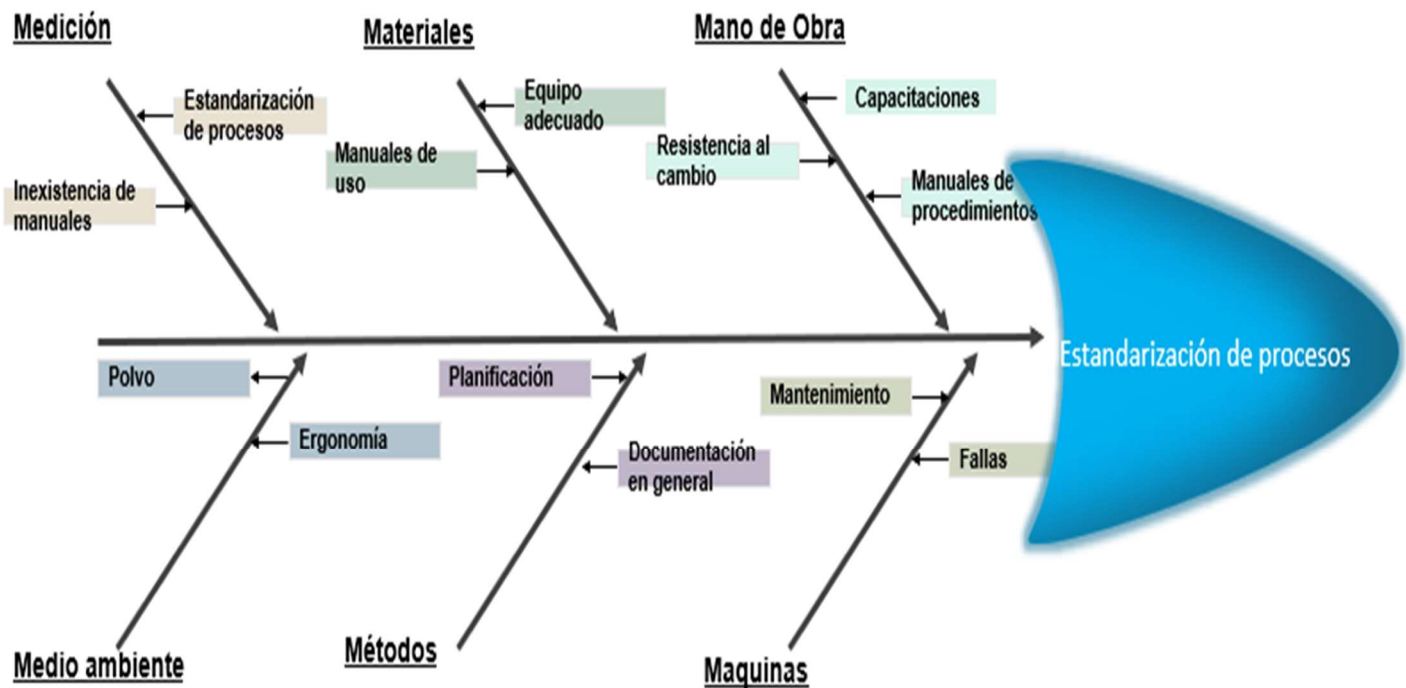 Medición
Materiales
Mano de Obra
Estandarización
de procesos
Inexistencia de
manuales
Equipo
adecuado
Manuales de
uso
Capacitaciones
Resistencia al
cambio
Manuales de
procedimientos
Estandarización de procesos
Polvo
Ergonomía
Planificación
Documentación
en general
Mantenimiento
Fallas
Medio ambiente
Métodos
Maquinas